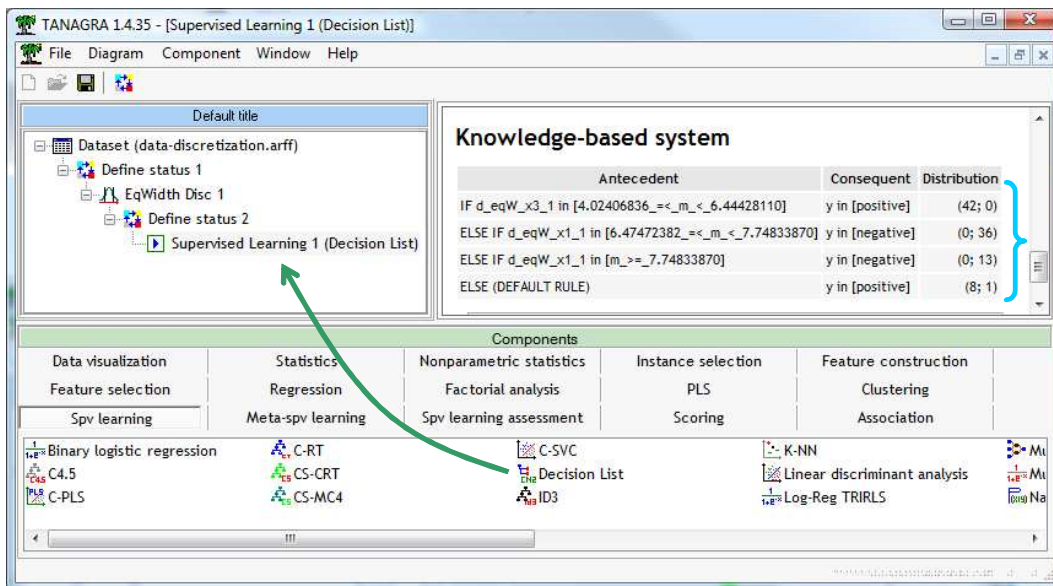 TANAGRA 1.4.35 - [Supervised Learning 1 (Decision List)]
File Diagram Component Window Help
Default title
Dataset (data-discretization.arff)
Define status 1
EqWidth Disc 1
Define status 2
Supervised Learning 1 (Decision List)
Knowledge-based system
Antecedent Consequent Distribution
IF d_eqW_x3_1 in [4.02406836_=<_m_<_6.44428110] y in [positive] (42; 0)
ELSE IF d_eqW_x1_1 in [6.47472382_=<_m_<_7.74833870] y in [negative] (0; 36)
ELSE IF d_eqW_x1_1 in [m_>=_7.74833870] y in [negative] (0; 13)
ELSE (DEFAULT RULE) y in [positive] (8; 1)
Components
Data visualization Statistics Nonparametric statistics Instance selection Feature construction
Feature selection Regression Factorial analysis PLS Clustering
Spv learning Meta-spv learning Spv learning assessment Scoring Association
Binary logistic regression C-RT C-SVC K-NN Mu
C4.5 CS-CRT Decision List Linear discriminant analysis Mu
C-PLS CS-MC4 ID3 Log-Reg TRIRLS Na